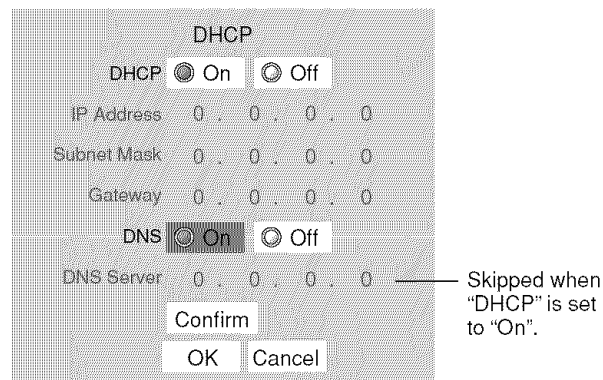 DHCP
DHCP On Off
IP Address 0 . 0 . 0 . 0
Subnet Mask 0 . 0 . 0 . 0
Gateway 0 . 0 . 0 . 0
DNS On Off
DNS Server 0 . 0 . 0 . 0
Skipped when
“DHCP” is set
to “On”.
Confirm
OK Cancel